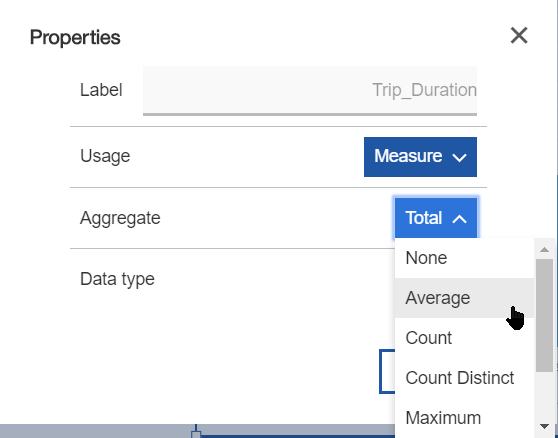 Properties
Label
Trip_Duration
Usage
Measure
Aggregate
Total
None
Average
Data type
Count
Count Distinct
Maximum